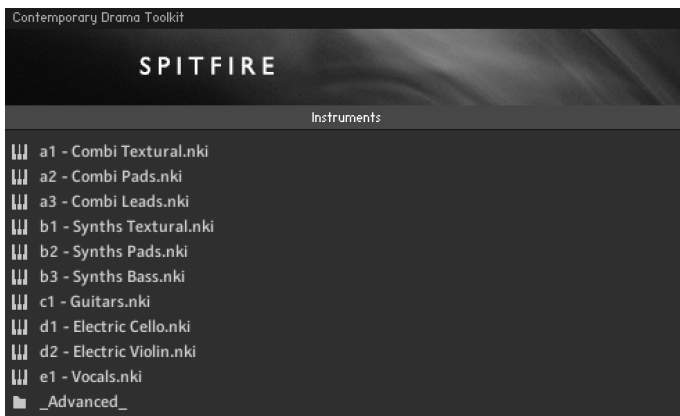 Contemporary Drama Toolkit
SPITFIRE
Instruments
a1 - Combi Textural.nki
a2 - Combi Pads.nki
a3 - Combi Leads.nki
b1 - Synths Textural.nki
b2 - Synths Pads.nki
b3 - Synths Bass.nki
c1 - Guitars.nki
d1 - Electric Cello.nki
d2 - Electric Violin.nki
e1 - Vocals.nki
_Advanced_